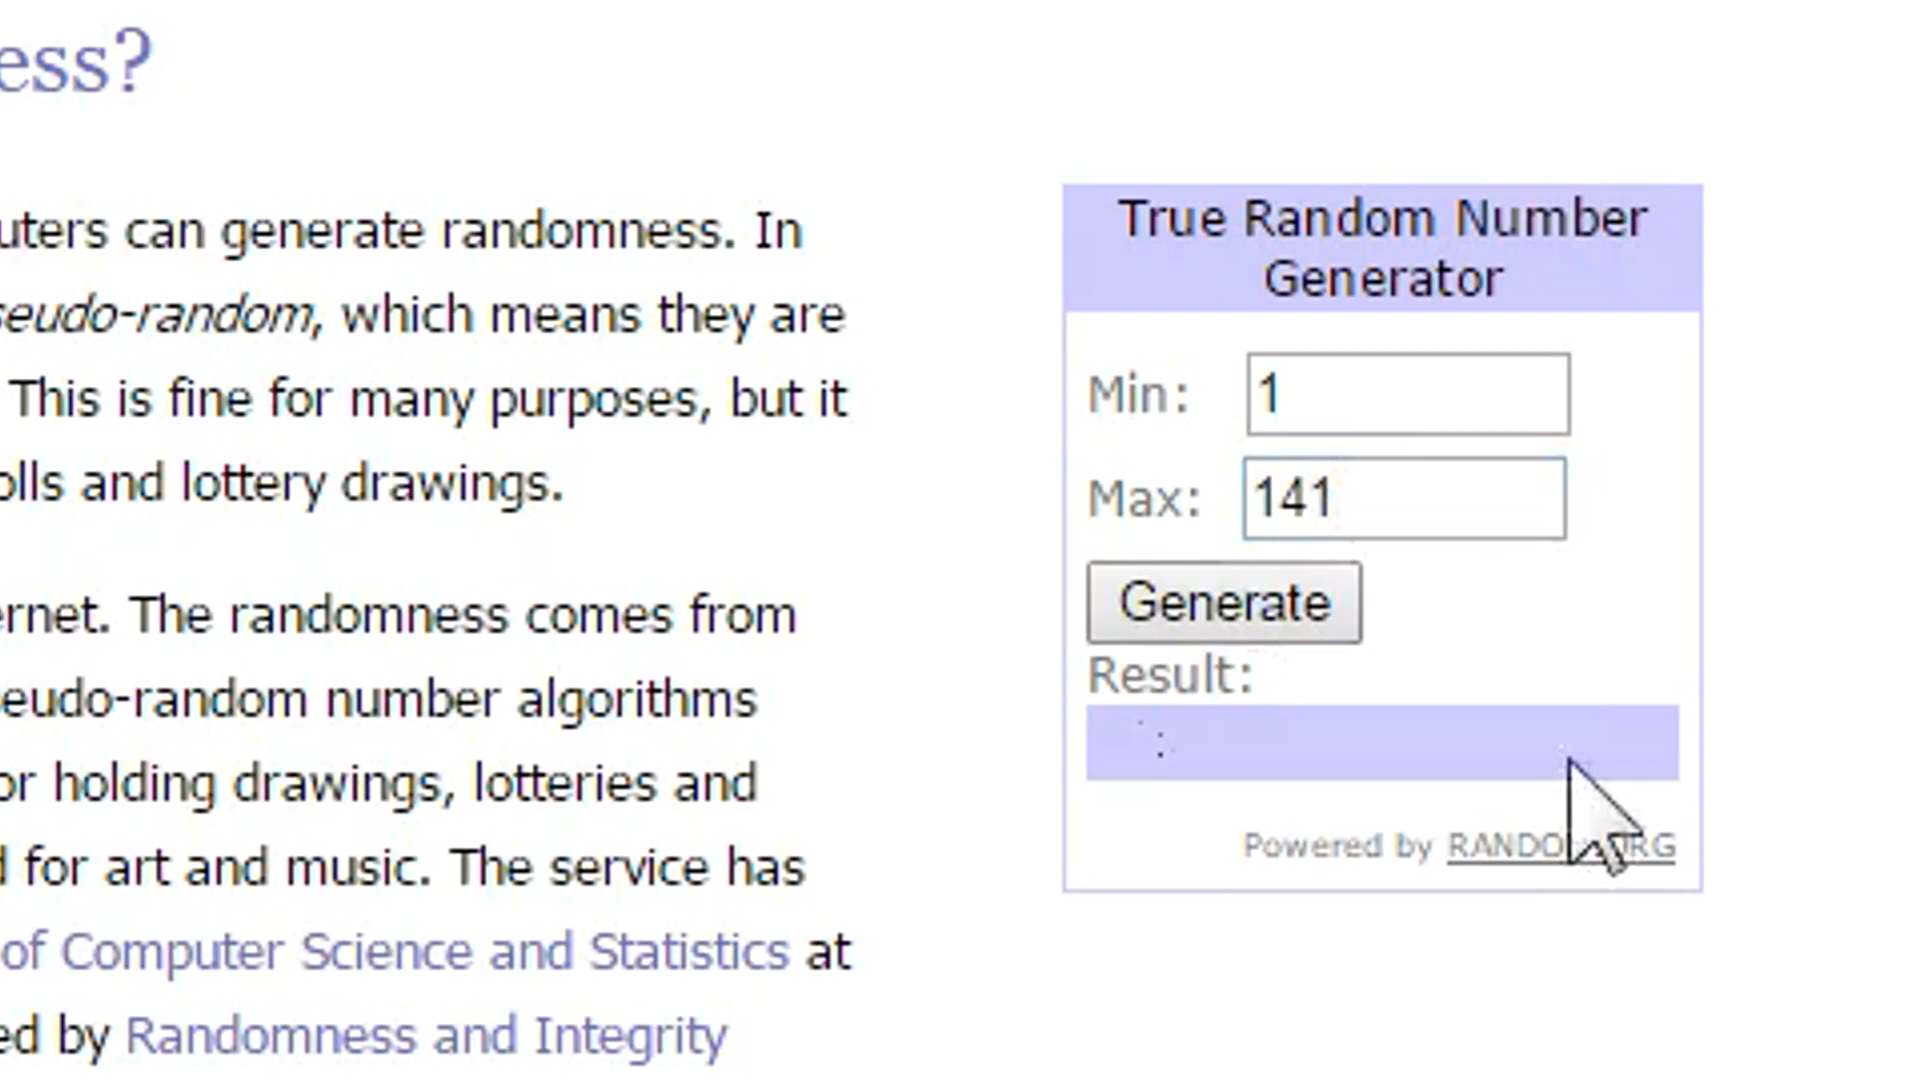 ess?
uters can generate randomness. In
seudo-random, which means they are
This is fine for many purposes, but it
olls and lottery drawings.
ernet. The randomness comes from
seudo-random number algorithms
or holding drawings, lotteries and
d for art and music. The service has
of Computer Science and Statistics at
ed by Randomness and Integrity
True Random Number
Generator
Min: 1
Max: 141
Generate
Result:
Powered by